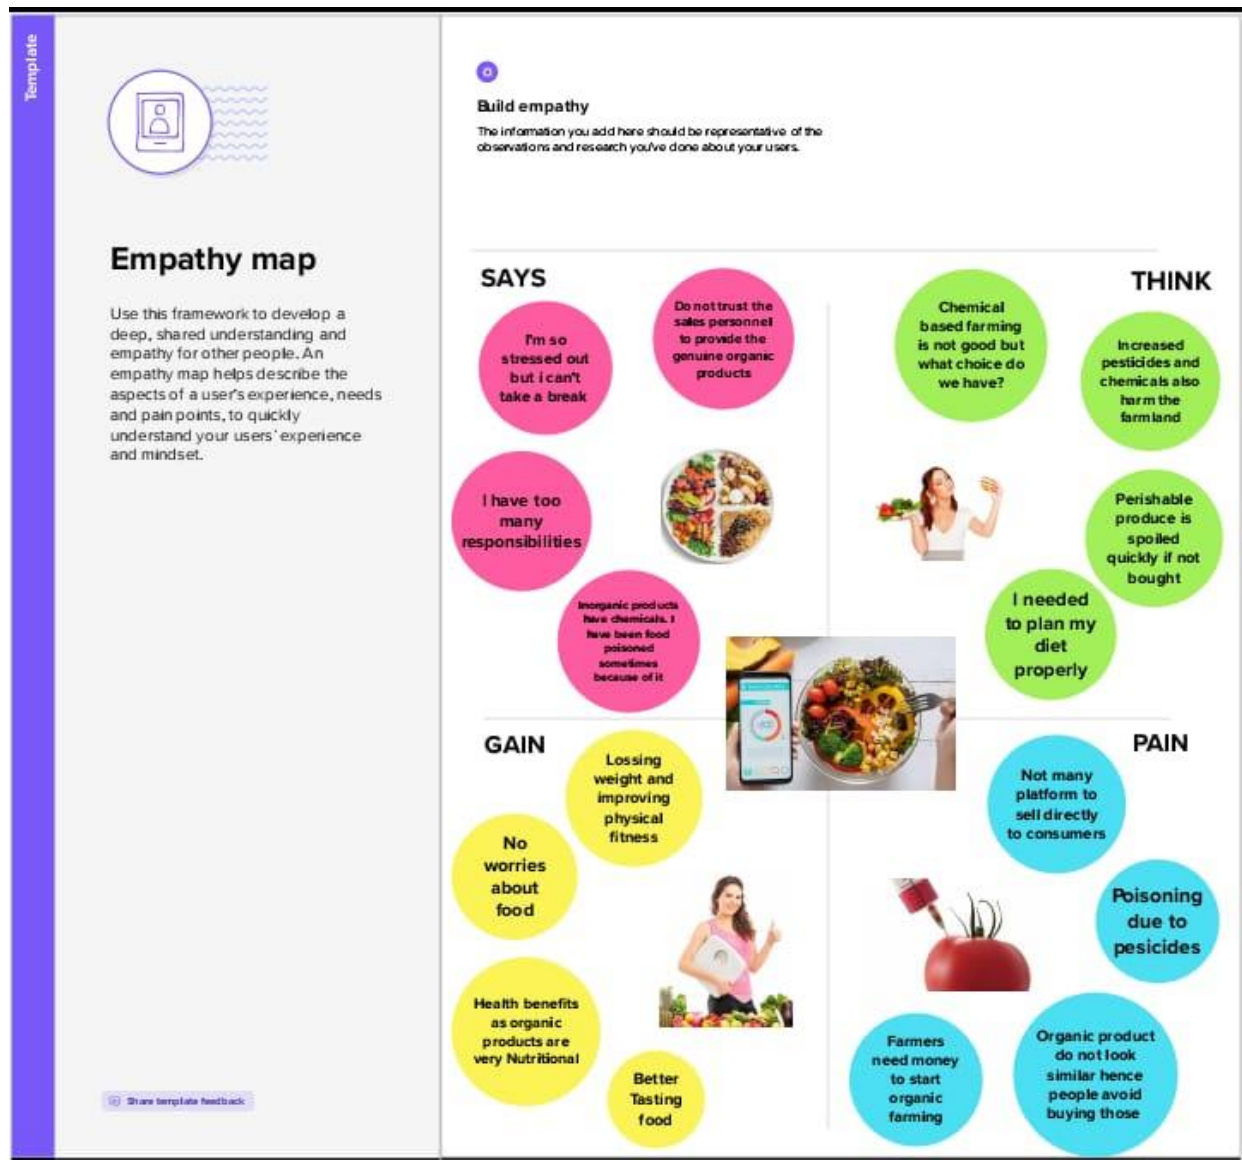 Template
Empathy map
Use this framework to develop a
deep, shared understanding and
empathy for other people. An
empathy map helps describe the
aspects of a user's experience, needs
and pain points, to quickly
understand your users' experience
and mindset.
Share template feedback
Build empathy
The information you add here should be representative of the
observations and research you've done about your users.
SAYS
I'm so
stressed out
but i can't
take a break
Do not trust the
sales personnel
to provide the
genuine organic
products
I have too
many
responsibilities
Inorganic products
have chemicals. I
have been food
poisoned
sometimes
because of it
THINK
Chemical
based farming
is not good but
what choice do
we have?
Increased
pesticides and
chemicals also
harm the
farmland
Perishable
produce is
spoiled
quickly if not
bought
I needed
to plan my
diet
properly
GAIN
Lossing
weight and
improving
physical
fitness
No
worries
about
food
Health benefits
as organic
products are
very Nutritional
Better
Tasting
food
PAIN
Not many
platform to
sell directly
to consumers
Poisoning
due to
pesicides
Farmers
need money
to start
organic
farming
Organic product
do not look
similar hence
people avoid
buying those